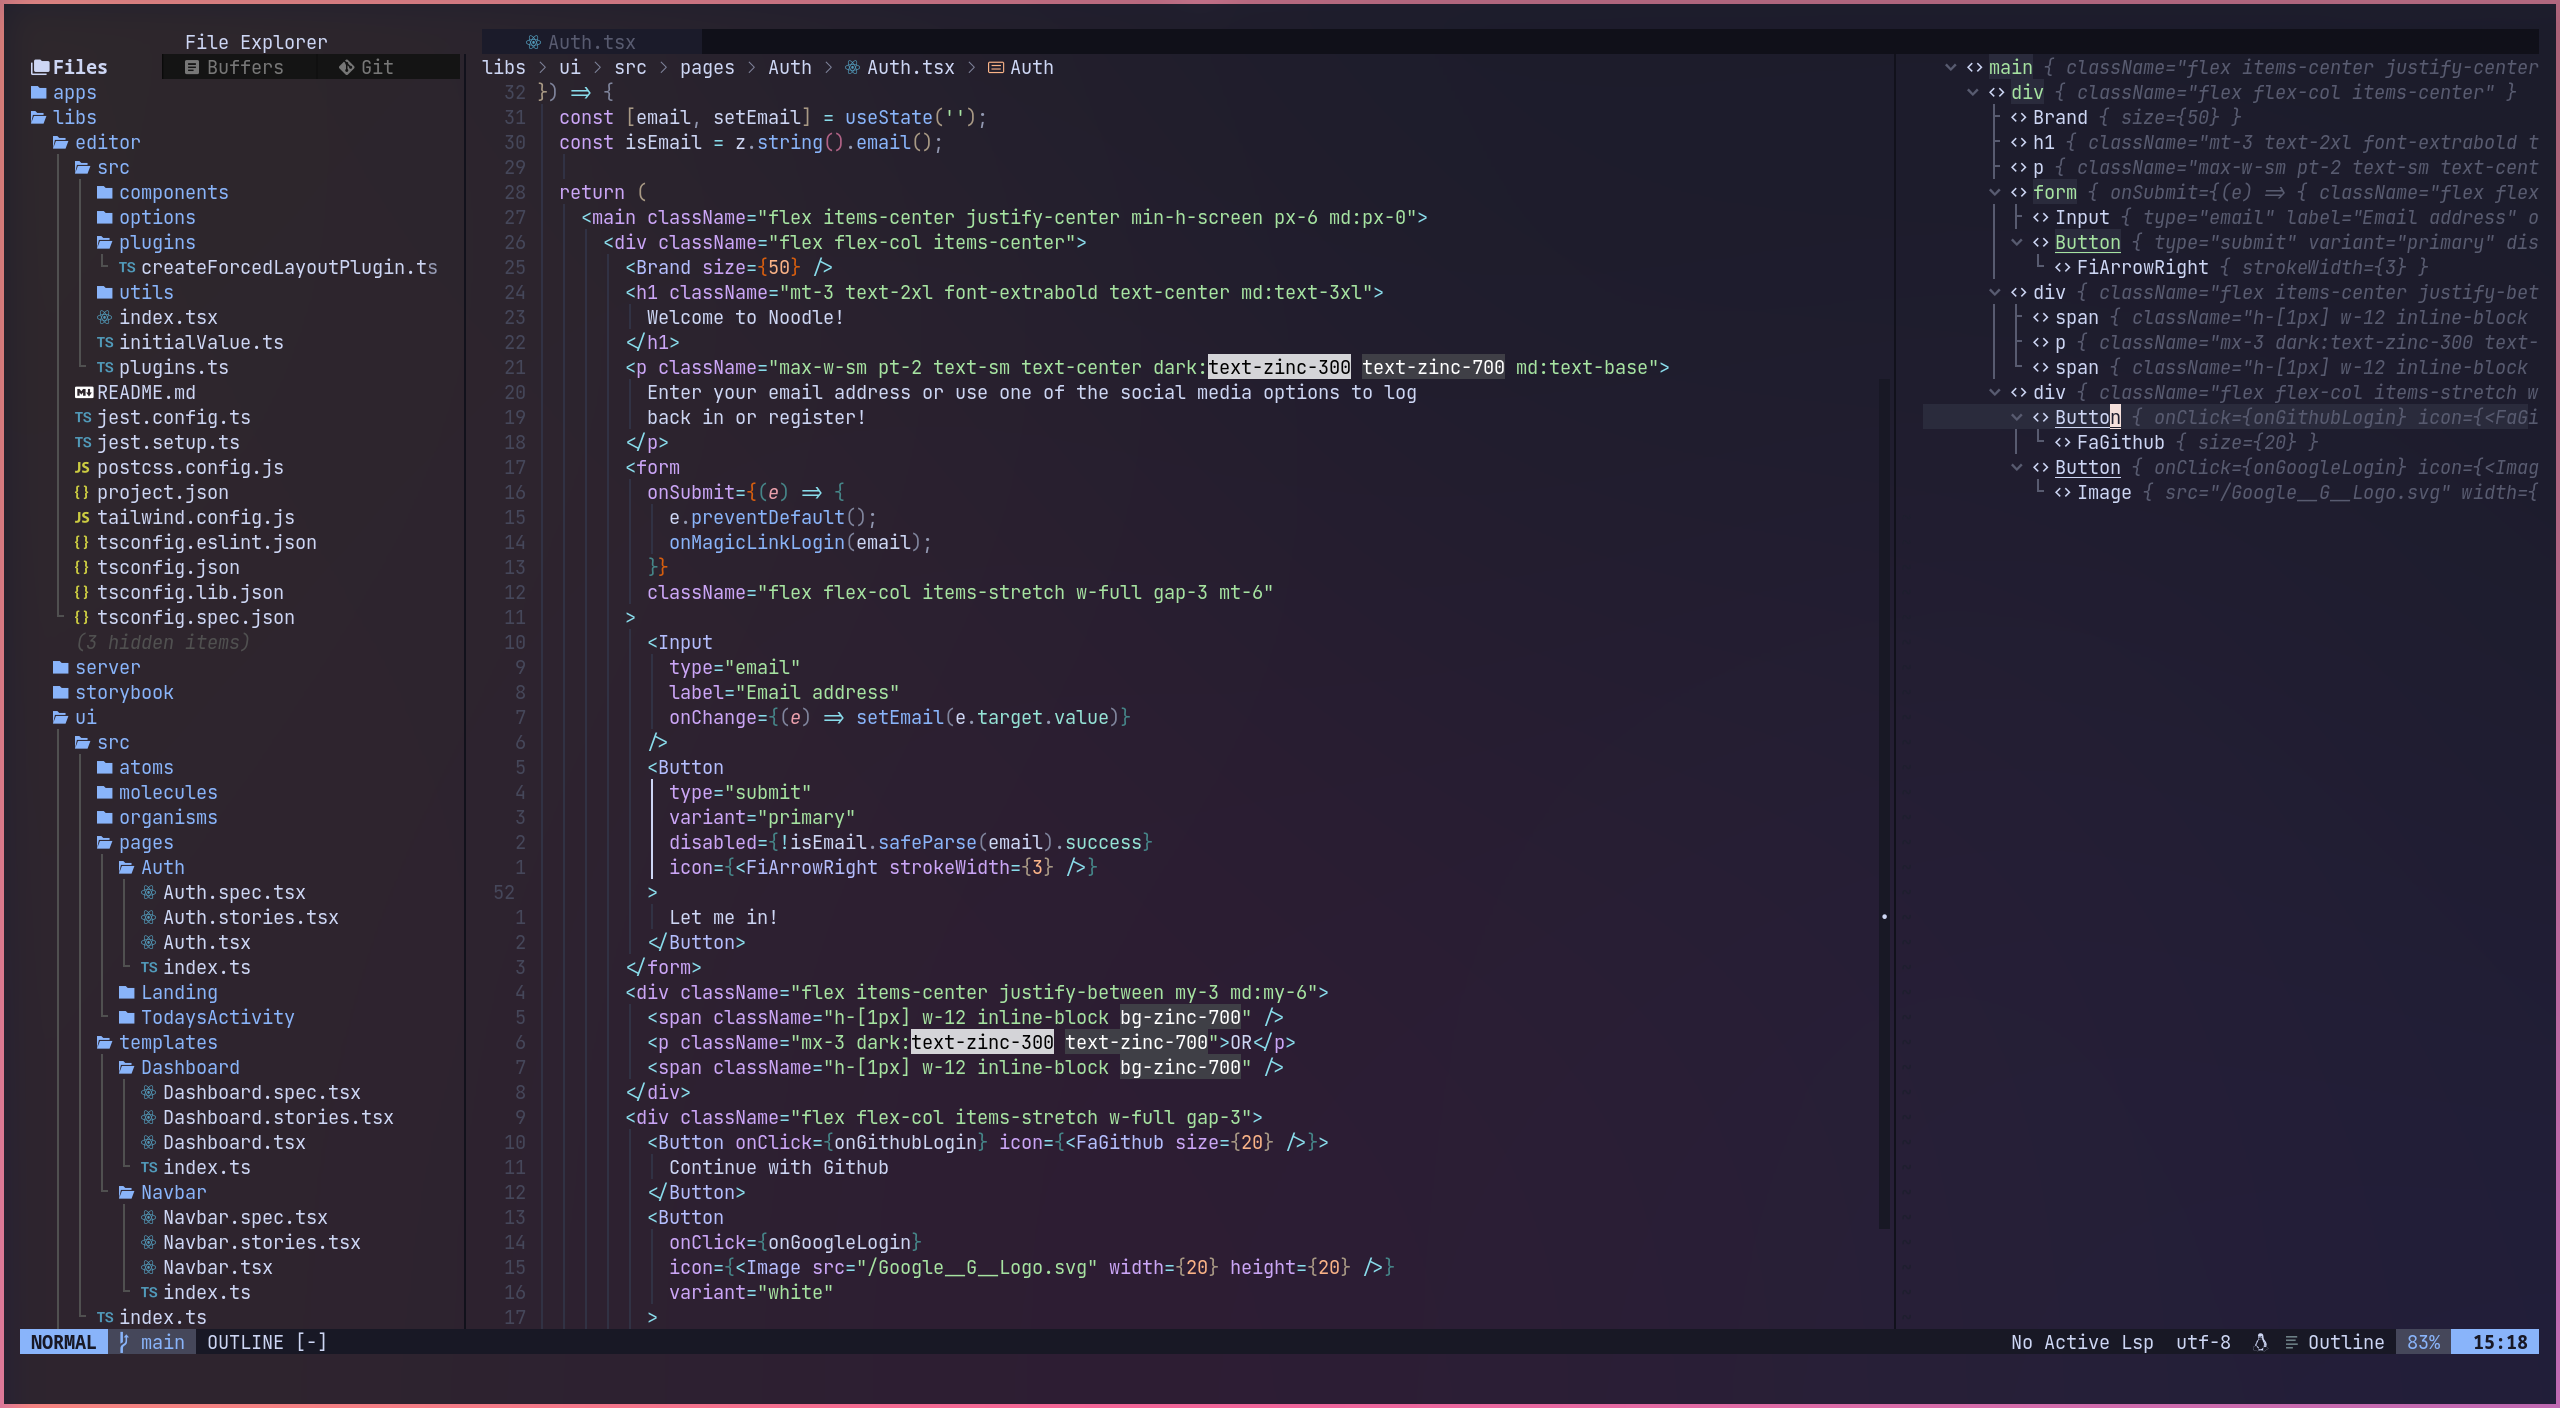 File Explorer
Files Buffers Git
apps
libs
editor
src
components
options
plugins
TS createForcedLayoutPlugin.ts
utils
index.tsx
TS initialValue.ts
TS plugins.ts
README.md
TS jest.config.ts
TS jest.setup.ts
JS postcss.config.js
{} project.json
JS tailwind.config.js
{} tsconfig.eslint.json
{} tsconfig.json
{} tsconfig.lib.json
{} tsconfig.spec.json
(3 hidden items)
server
storybook
ui
src
atoms
molecules
organisms
pages
Auth
Auth.spec.tsx
Auth.stories.tsx
Auth.tsx
TS index.ts
Landing
TodaysActivity
templates
Dashboard
Dashboard.spec.tsx
Dashboard.stories.tsx
Dashboard.tsx
TS index.ts
Navbar
Navbar.spec.tsx
Navbar.stories.tsx
Navbar.tsx
TS index.ts
TS index.ts
Auth.tsx
libs > ui > src > pages > Auth > Auth.tsx > Auth
32 }) => {
31 const [email, setEmail] = useState('');
30 const isEmail = z.string().email();
29
28 return (
27 <main className="flex items-center justify-center min-h-screen px-6 md:px-0">
26 <div className="flex flex-col items-center">
25 <Brand size={50} />
24 <h1 className="mt-3 text-2xl font-extrabold text-center md:text-3xl">
23 Welcome to Noodle!
22 </h1>
21 <p className="max-w-sm pt-2 text-sm text-center dark:text-zinc-300 text-zinc-700 md:text-base">
20 Enter your email address or use one of the social media options to log
19 back in or register!
18 </p>
17 <form
16 onSubmit={(e) => {
15 e.preventDefault();
14 onMagicLinkLogin(email);
13 }}
12 className="flex flex-col items-stretch w-full gap-3 mt-6"
11 >
10 <Input
9 type="email"
8 label="Email address"
7 onChange={(e) => setEmail(e.target.value)}
6 />
5 <Button
4 type="submit"
3 variant="primary"
2 disabled={!isEmail.safeParse(email).success}
1 icon={<FiArrowRight strokeWidth={3} />}
52 >
1 Let me in!
2 </Button>
3 </form>
4 <div className="flex items-center justify-between my-3 md:my-6">
5 <span className="h-[1px] w-12 inline-block bg-zinc-700" />
6 <p className="mx-3 dark:text-zinc-300 text-zinc-700">OR</p>
7 <span className="h-[1px] w-12 inline-block bg-zinc-700" />
8 </div>
9 <div className="flex flex-col items-stretch w-full gap-3">
10 <Button onClick={onGithubLogin} icon={<FaGithub size={20} />}>
11 Continue with Github
12 </Button>
13 <Button
14 onClick={onGoogleLogin}
15 icon={<Image src="/Google__G__Logo.svg" width={20} height={20} />}
16 variant="white"
17 >
<> main { className="flex items-center justify-center
<> div { className="flex flex-col items-center" }
<> Brand { size={50} }
<> h1 { className="mt-3 text-2xl font-extrabold t
<> p { className="max-w-sm pt-2 text-sm text-cent
<> form { onSubmit={(e) => { className="flex flex
<> Input { type="email" label="Email address" o
<> Button { type="submit" variant="primary" dis
<> FiArrowRight { strokeWidth={3} }
<> div { className="flex items-center justify-bet
<> span { className="h-[1px] w-12 inline-block
<> p { className="mx-3 dark:text-zinc-300 text-
<> span { className="h-[1px] w-12 inline-block
<> div { className="flex flex-col items-stretch w
<> Button { onClick={onGithubLogin} icon={<FaGi
<> FaGithub { size={20} }
<> Button { onClick={onGoogleLogin} icon={<Imag
<> Image { src="/Google__G__Logo.svg" width={
NORMAL main OUTLINE [-] No Active Lsp utf-8 Outline 83% 15:18